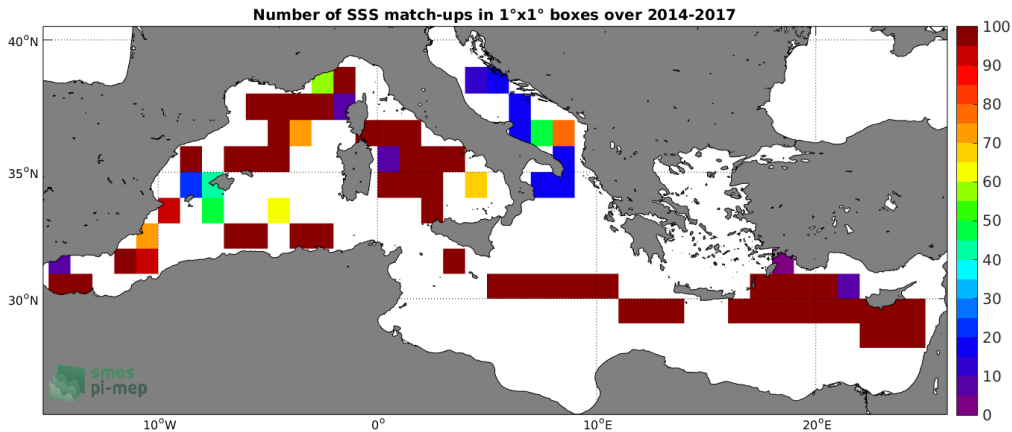 Number of SSS match-ups in 1°x1° boxes over 2014-2017
40°N
35°N
30°N
10°W
0°
10°E
20°E
100
90
80
70
60
50
40
30
20
10
0
smos
pi-mep